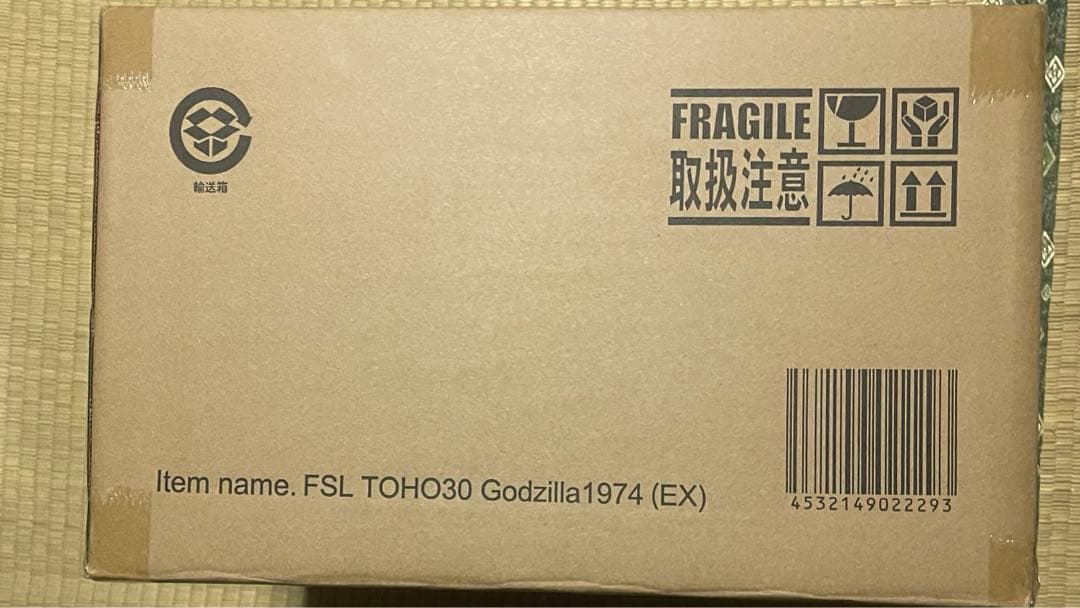 FRAGILE
取扱注意
輸送箱
Item name. FSL TOHO30 Godzilla1974 (EX)
4532149022293